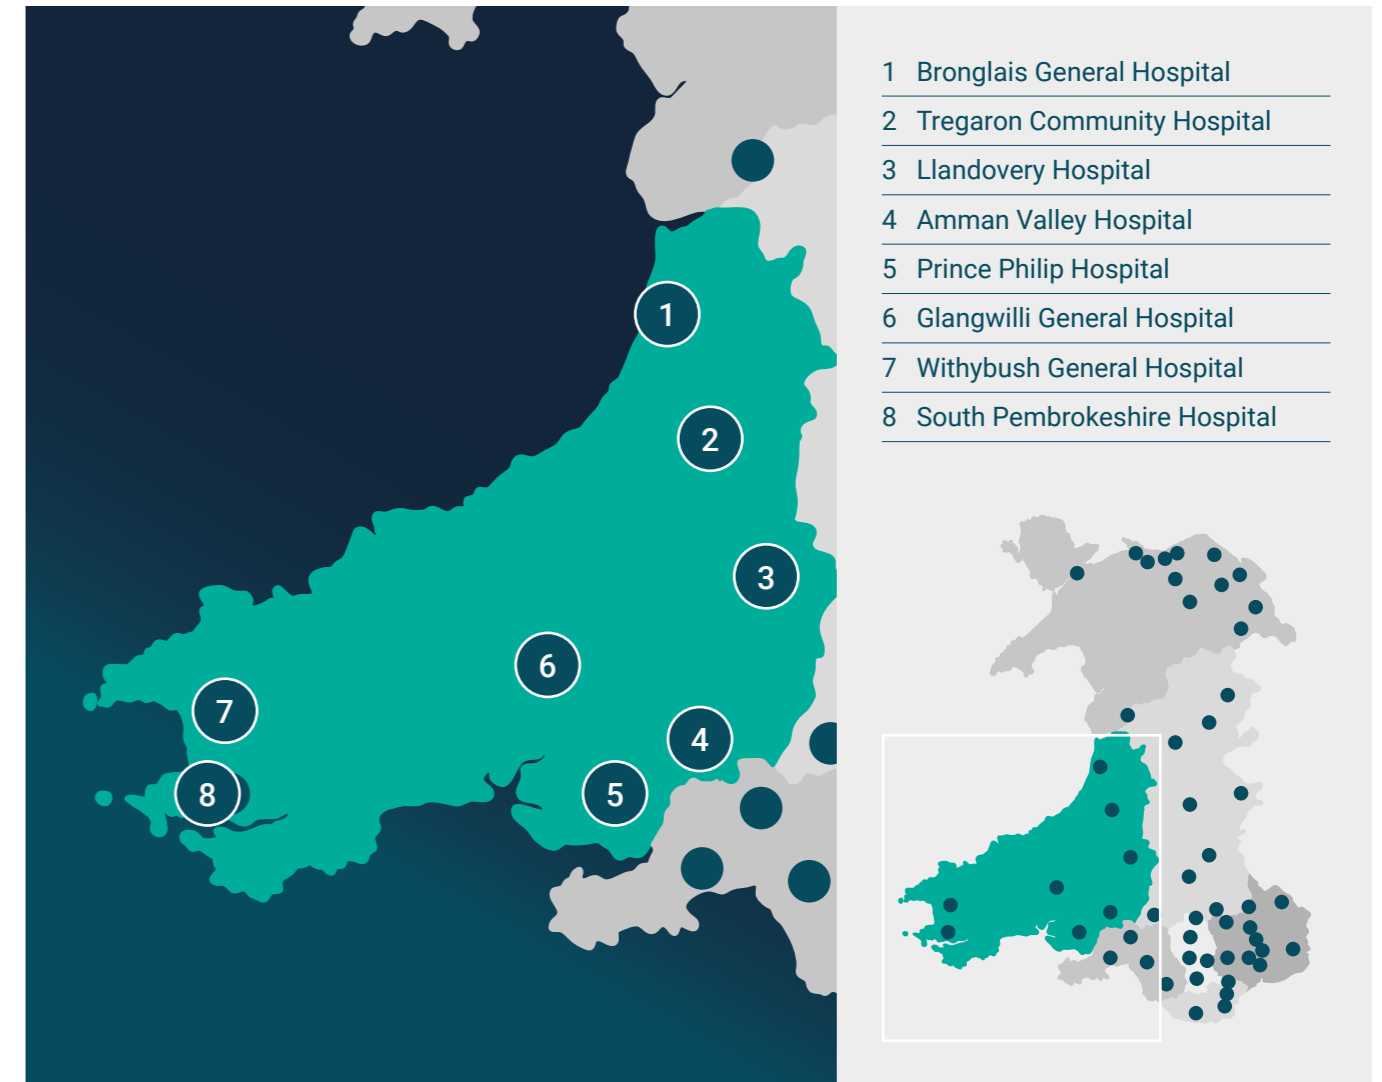 1 Bronglais General Hospital
2 Tregaron Community Hospital
3 Llandovery Hospital
4 Amman Valley Hospital
5 Prince Philip Hospital
6 Glangwilli General Hospital
7 Withybush General Hospital
8 South Pembrokeshire Hospital
1
2
3
6
7
4
5
8